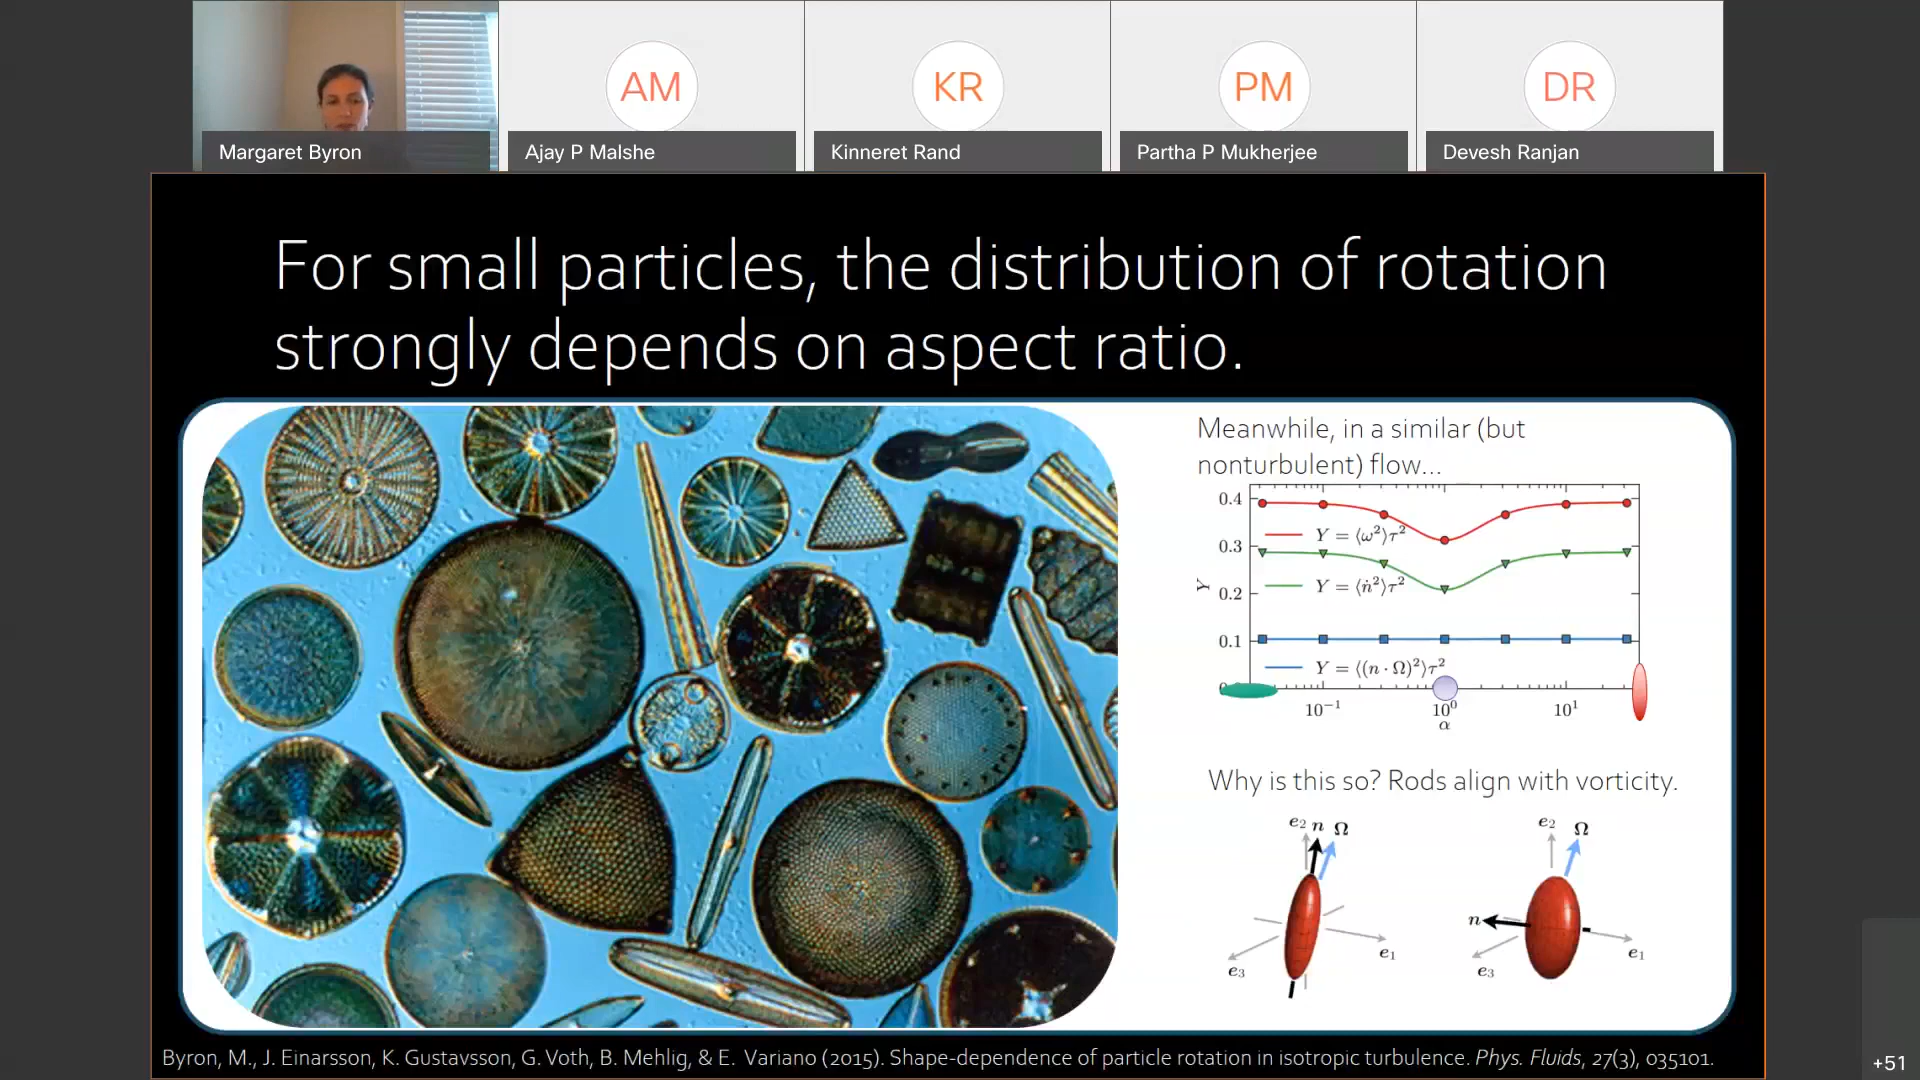 AM
KR
PM
DR
Margaret Byron
Ajay P Malshe
Kinneret Rand
Partha P Mukherjee
Devesh Ranjan
For small particles, the distribution of rotation
strongly depends on aspect ratio.
Meanwhile, in a similar (but
nonturbulent) flow...
0.4
0.3
0.2
0.1
Y
Y = ⟨ω²⟩τ²
Y = ⟨ṅ²⟩τ²
Y = ⟨(n · Ω)²⟩τ²
10⁻¹ 10⁰ 10¹
α
Why is this so? Rods align with vorticity.
e₂ n Ω
e₁
e₃
e₂ Ω
n
e₁
e₃
Byron, M., J. Einarsson, K. Gustavsson, G. Voth, B. Mehlig, & E. Variano (2015). Shape-dependence of particle rotation in isotropic turbulence. Phys. Fluids, 27(3), 035101.
+51